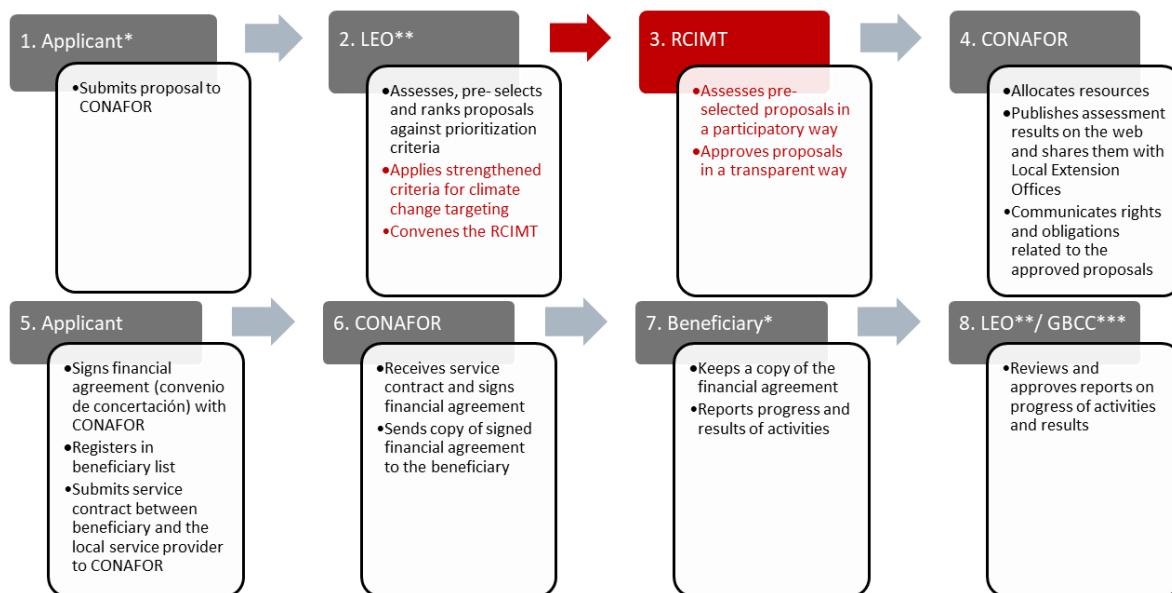 1. Applicant*
•Submits proposal to
CONAFOR
2. LEO**
•Assesses, pre- selects
and ranks proposals
against prioritization
criteria
•Applies strengthened
criteria for climate
change targeting
•Convenes the RCIMT
3. RCIMT
•Assesses pre-
selected proposals in
a participatory way
•Approves proposals
in a transparent way
4. CONAFOR
•Allocates resources
•Publishes assessment
results on the web
and shares them with
Local Extension
Offices
•Communicates rights
and obligations
related to the
approved proposals
5. Applicant
•Signs financial
agreement (convenio
de concertación) with
CONAFOR
•Registers in
beneficiary list
•Submits service
contract between
beneficiary and the
local service provider
to CONAFOR
6. CONAFOR
•Receives service
contract and signs
financial agreement
•Sends copy of signed
financial agreement
to the beneficiary
7. Beneficiary*
•Keeps a copy of the
financial agreement
•Reports progress and
results of activities
8. LEO**/ GBCC***
•Reviews and
approves reports on
progress of activities
and results